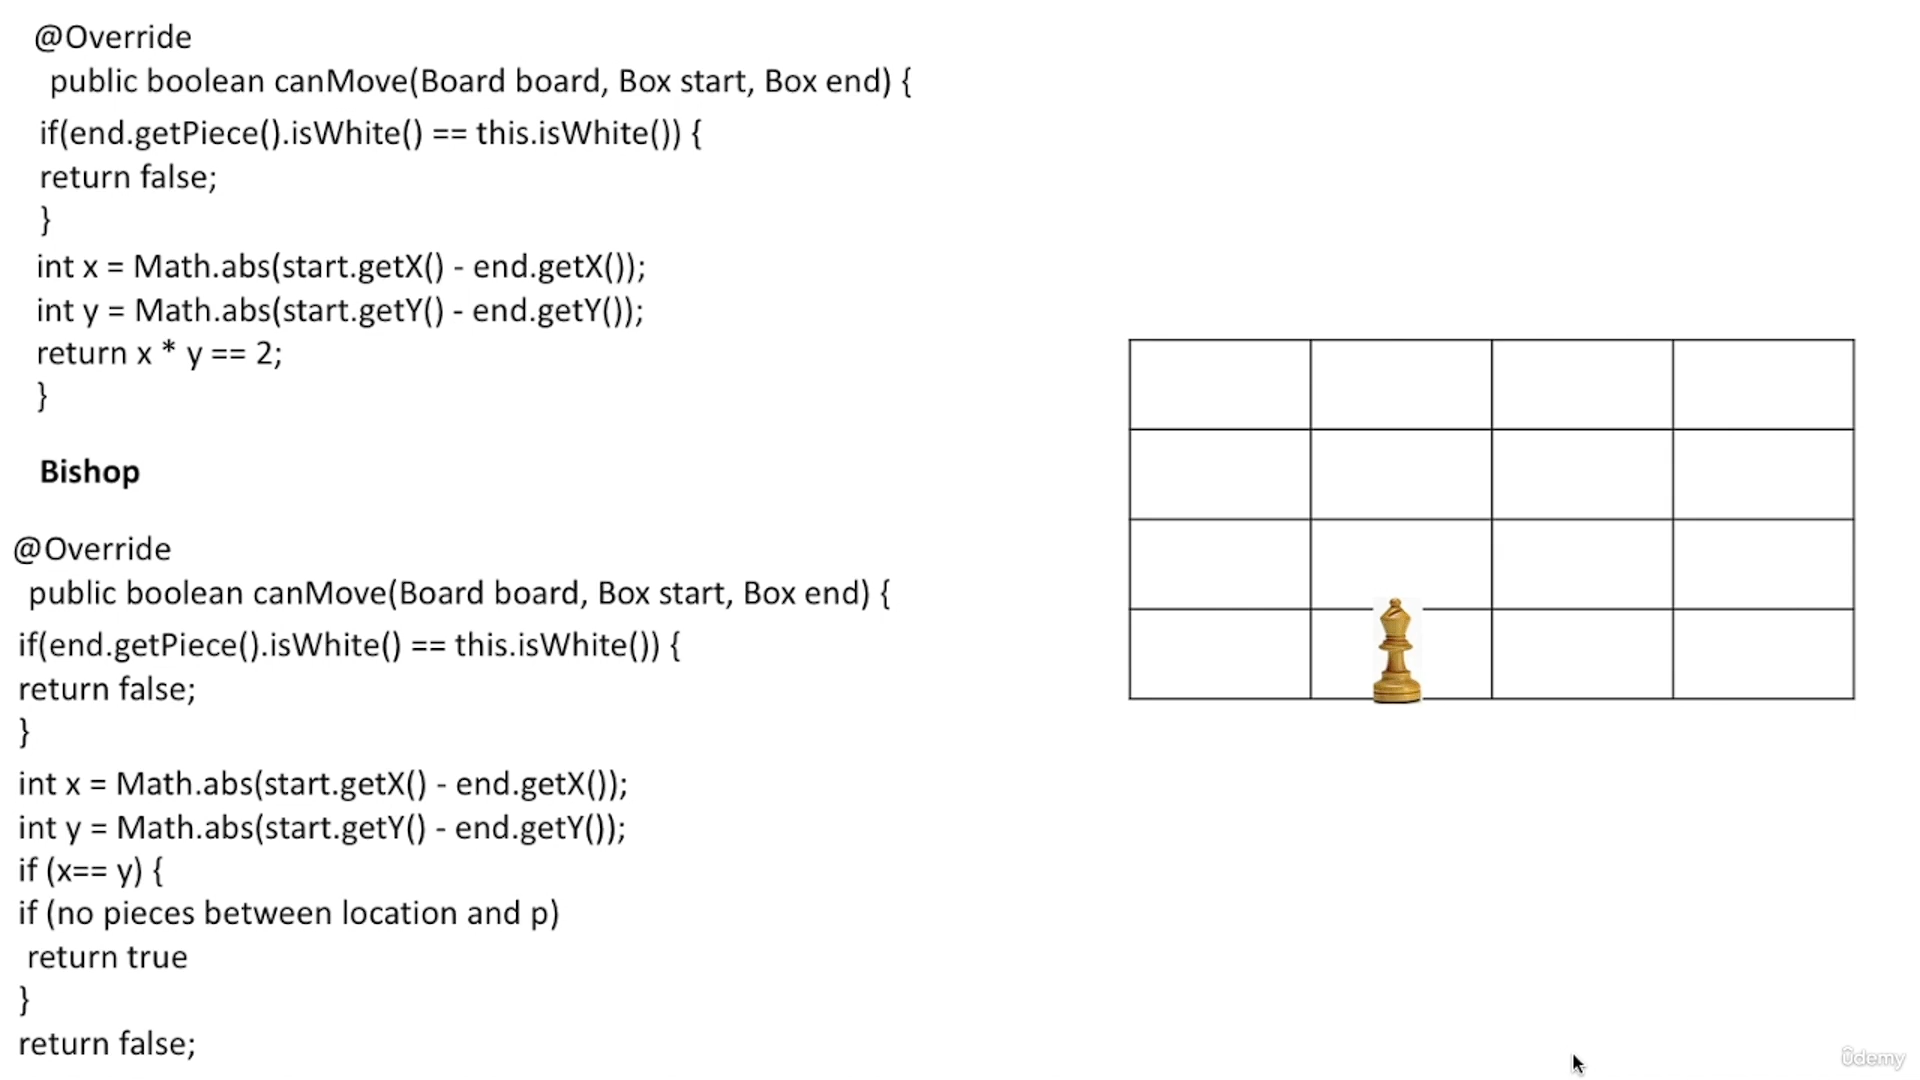 @Override
public boolean canMove(Board board, Box start, Box end) {
if(end.getPiece().isWhite() == this.isWhite()) {
return false;
}
int x = Math.abs(start.getX() - end.getX());
int y = Math.abs(start.getY() - end.getY());
return x * y == 2;
}
Bishop
@Override
public boolean canMove(Board board, Box start, Box end) {
if(end.getPiece().isWhite() == this.isWhite()) {
return false;
}
int x = Math.abs(start.getX() - end.getX());
int y = Math.abs(start.getY() - end.getY());
if (x== y) {
if (no pieces between location and p)
return true
}
return false;
ûdemy